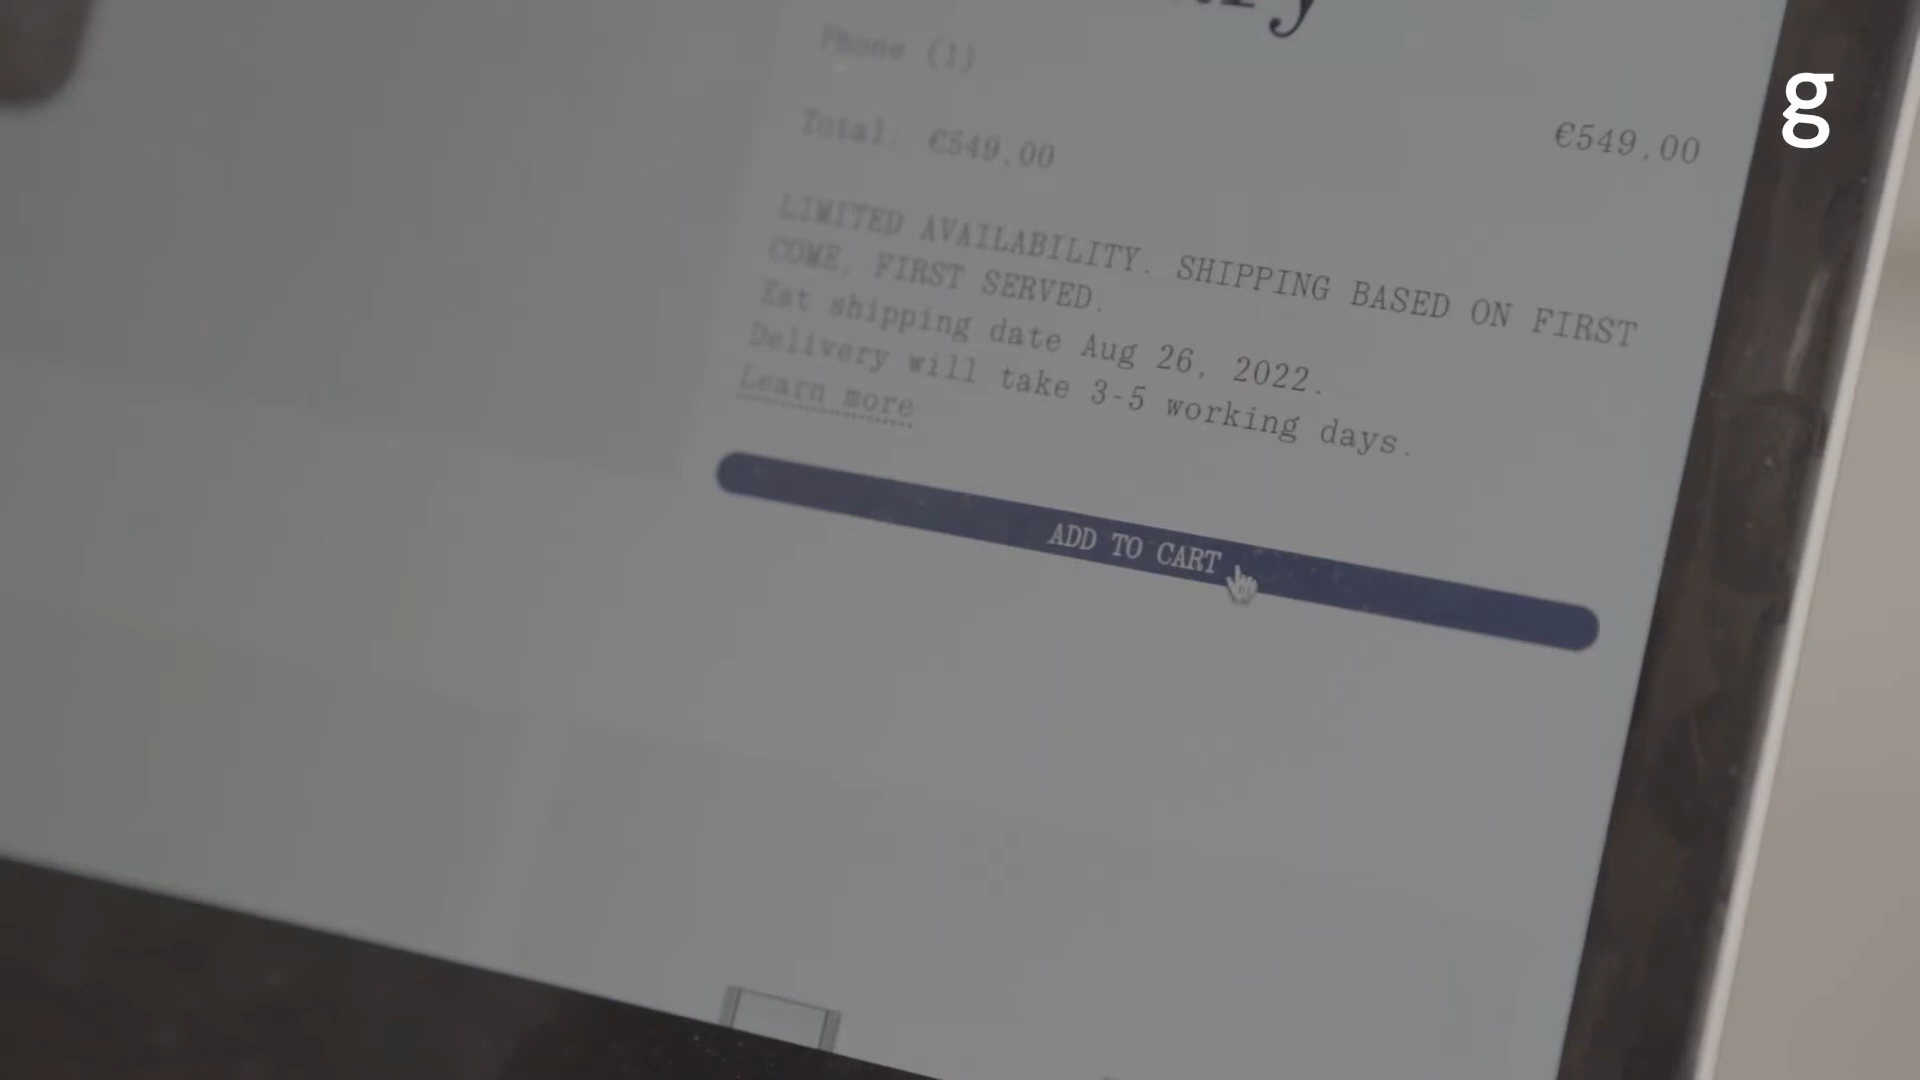 Phone (1)
€549.00
Total: €549.00
LIMITED AVAILABILITY. SHIPPING BASED ON FIRST
COME, FIRST SERVED.
Est shipping date Aug 26, 2022.
Delivery will take 3-5 working days.
Learn more
ADD TO CART
g